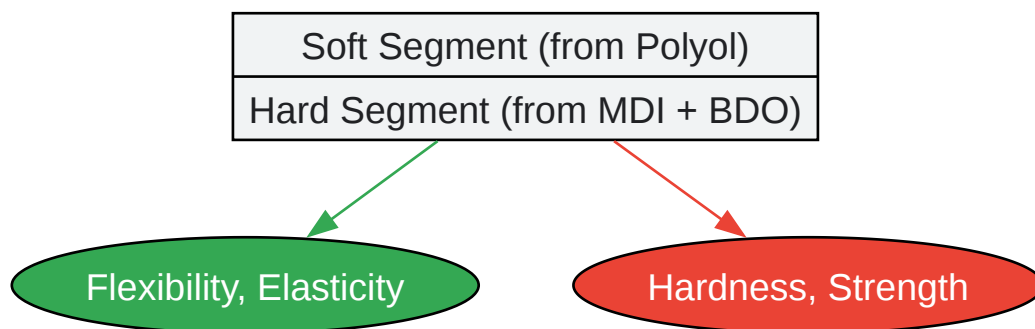 Soft Segment (from Polyol)
Hard Segment (from MDI + BDO)
Flexibility, Elasticity
Hardness, Strength